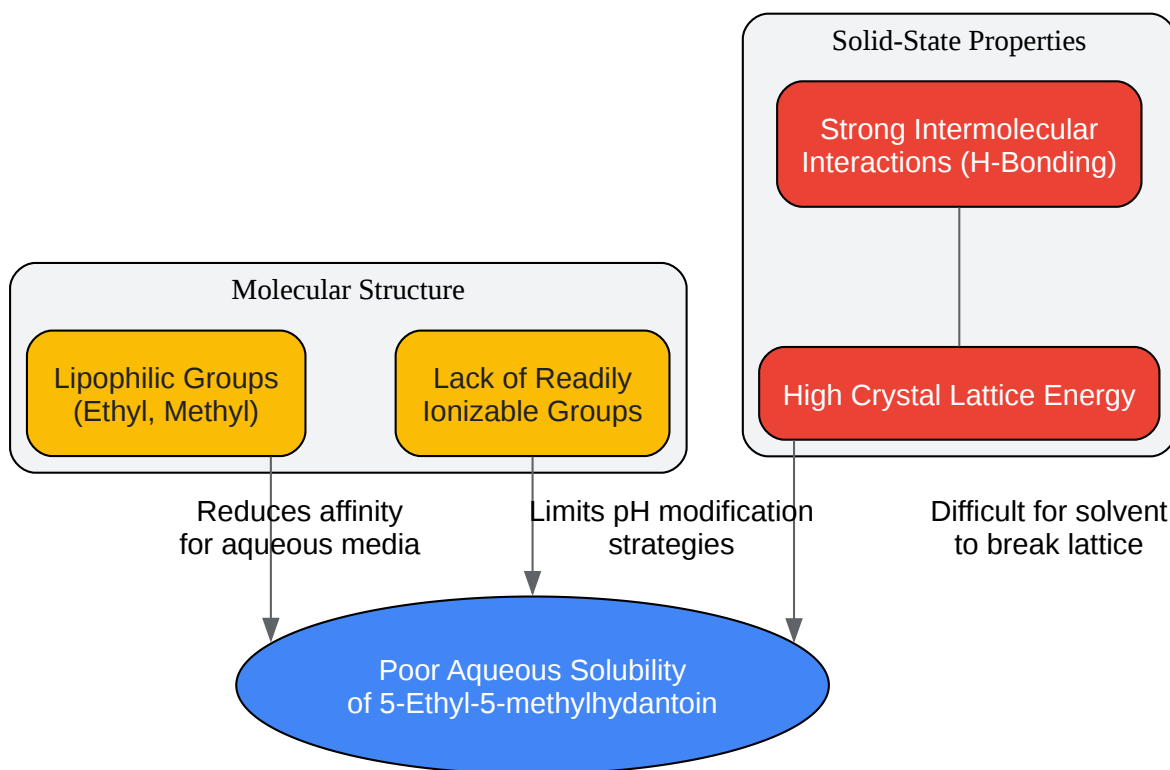 Solid-State Properties
Strong Intermolecular
Interactions (H-Bonding)
Molecular Structure
Lipophilic Groups
(Ethyl, Methyl)
Lack of Readily
Ionizable Groups
High Crystal Lattice Energy
Reduces affinity
for aqueous media
Limits pH modification
strategies
Difficult for solvent
to break lattice
Poor Aqueous Solubility
of 5-Ethyl-5-methylhydantoin